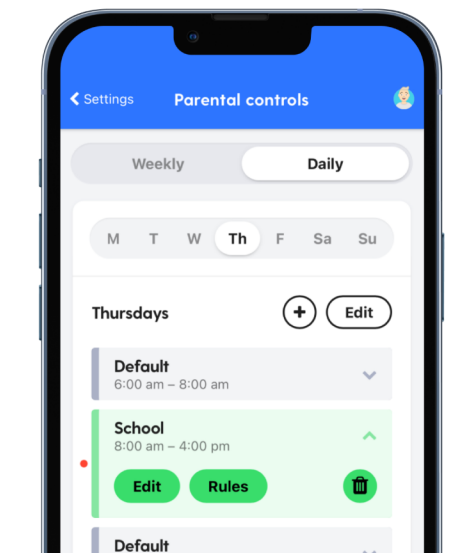 Settings
Parental controls
Weekly
Daily
M T W Th F Sa Su
Thursdays
+
Edit
Default
6:00 am – 8:00 am
School
8:00 am – 4:00 pm
Edit
Rules
Default